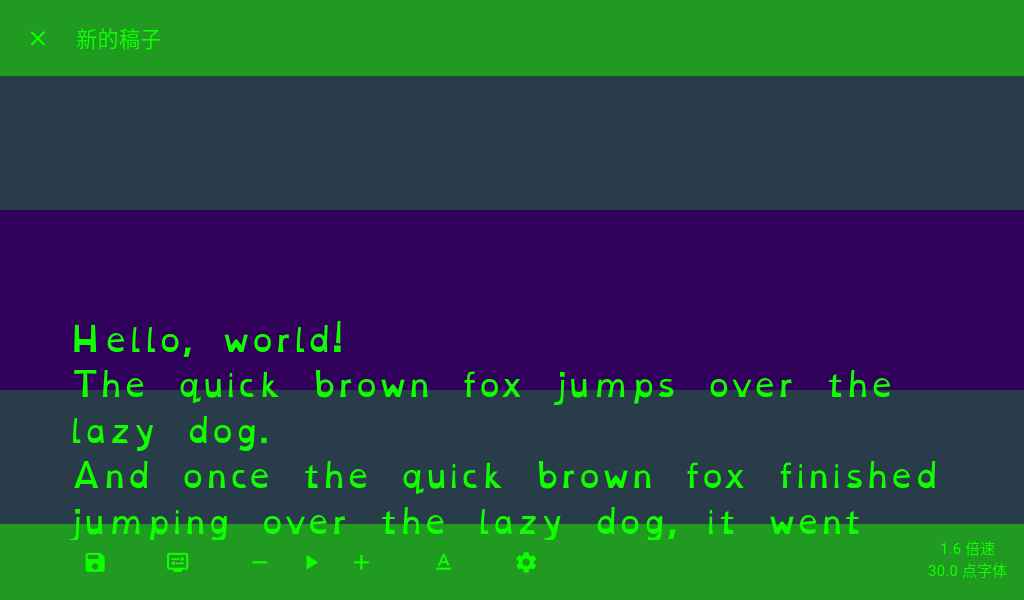 新的稿子
Hello, world!
The quick brown fox jumps over the
lazy dog.
And once the quick brown fox finished
jumping over the lazy dog, it went
1.6 倍速
30.0 点字体